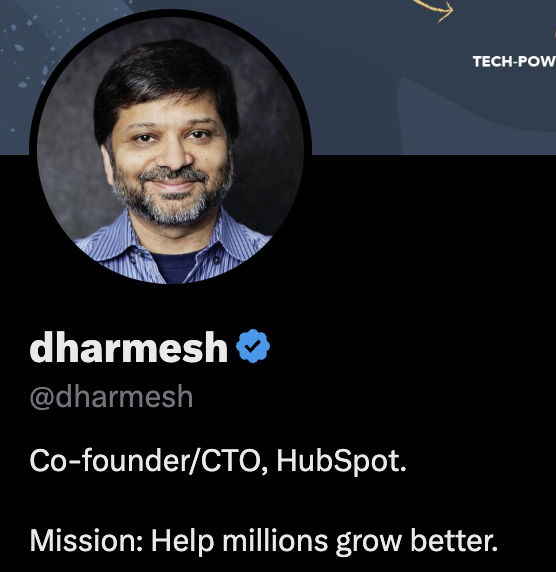 TECH-POW
dharmesh
@dharmesh
Co-founder/CTO, HubSpot.
Mission: Help millions grow better.